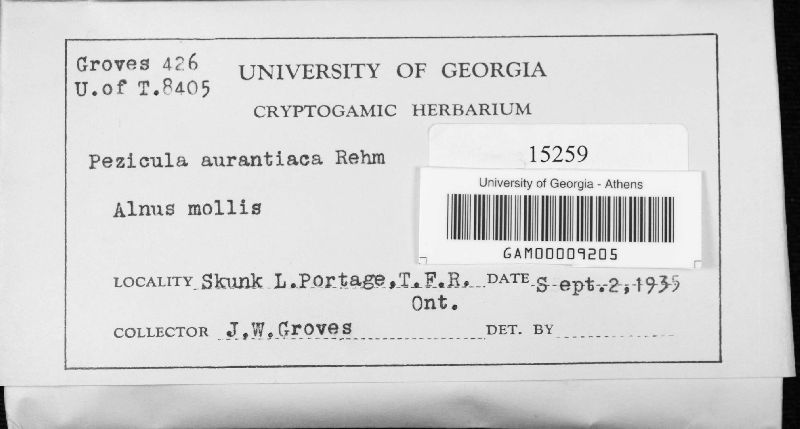 Groves 426
U.of T.8405
UNIVERSITY OF GEORGIA
CRYPTOGAMIC HERBARIUM
Pezicula aurantiaca Rehm
15259
Alnus mollis
University of Georgia - Athens
GAM00009205
LOCALITY Skunk L.Portage,T.F.R. DATE Sept.2,1935
Ont.
COLLECTOR J.W.Groves DET. BY